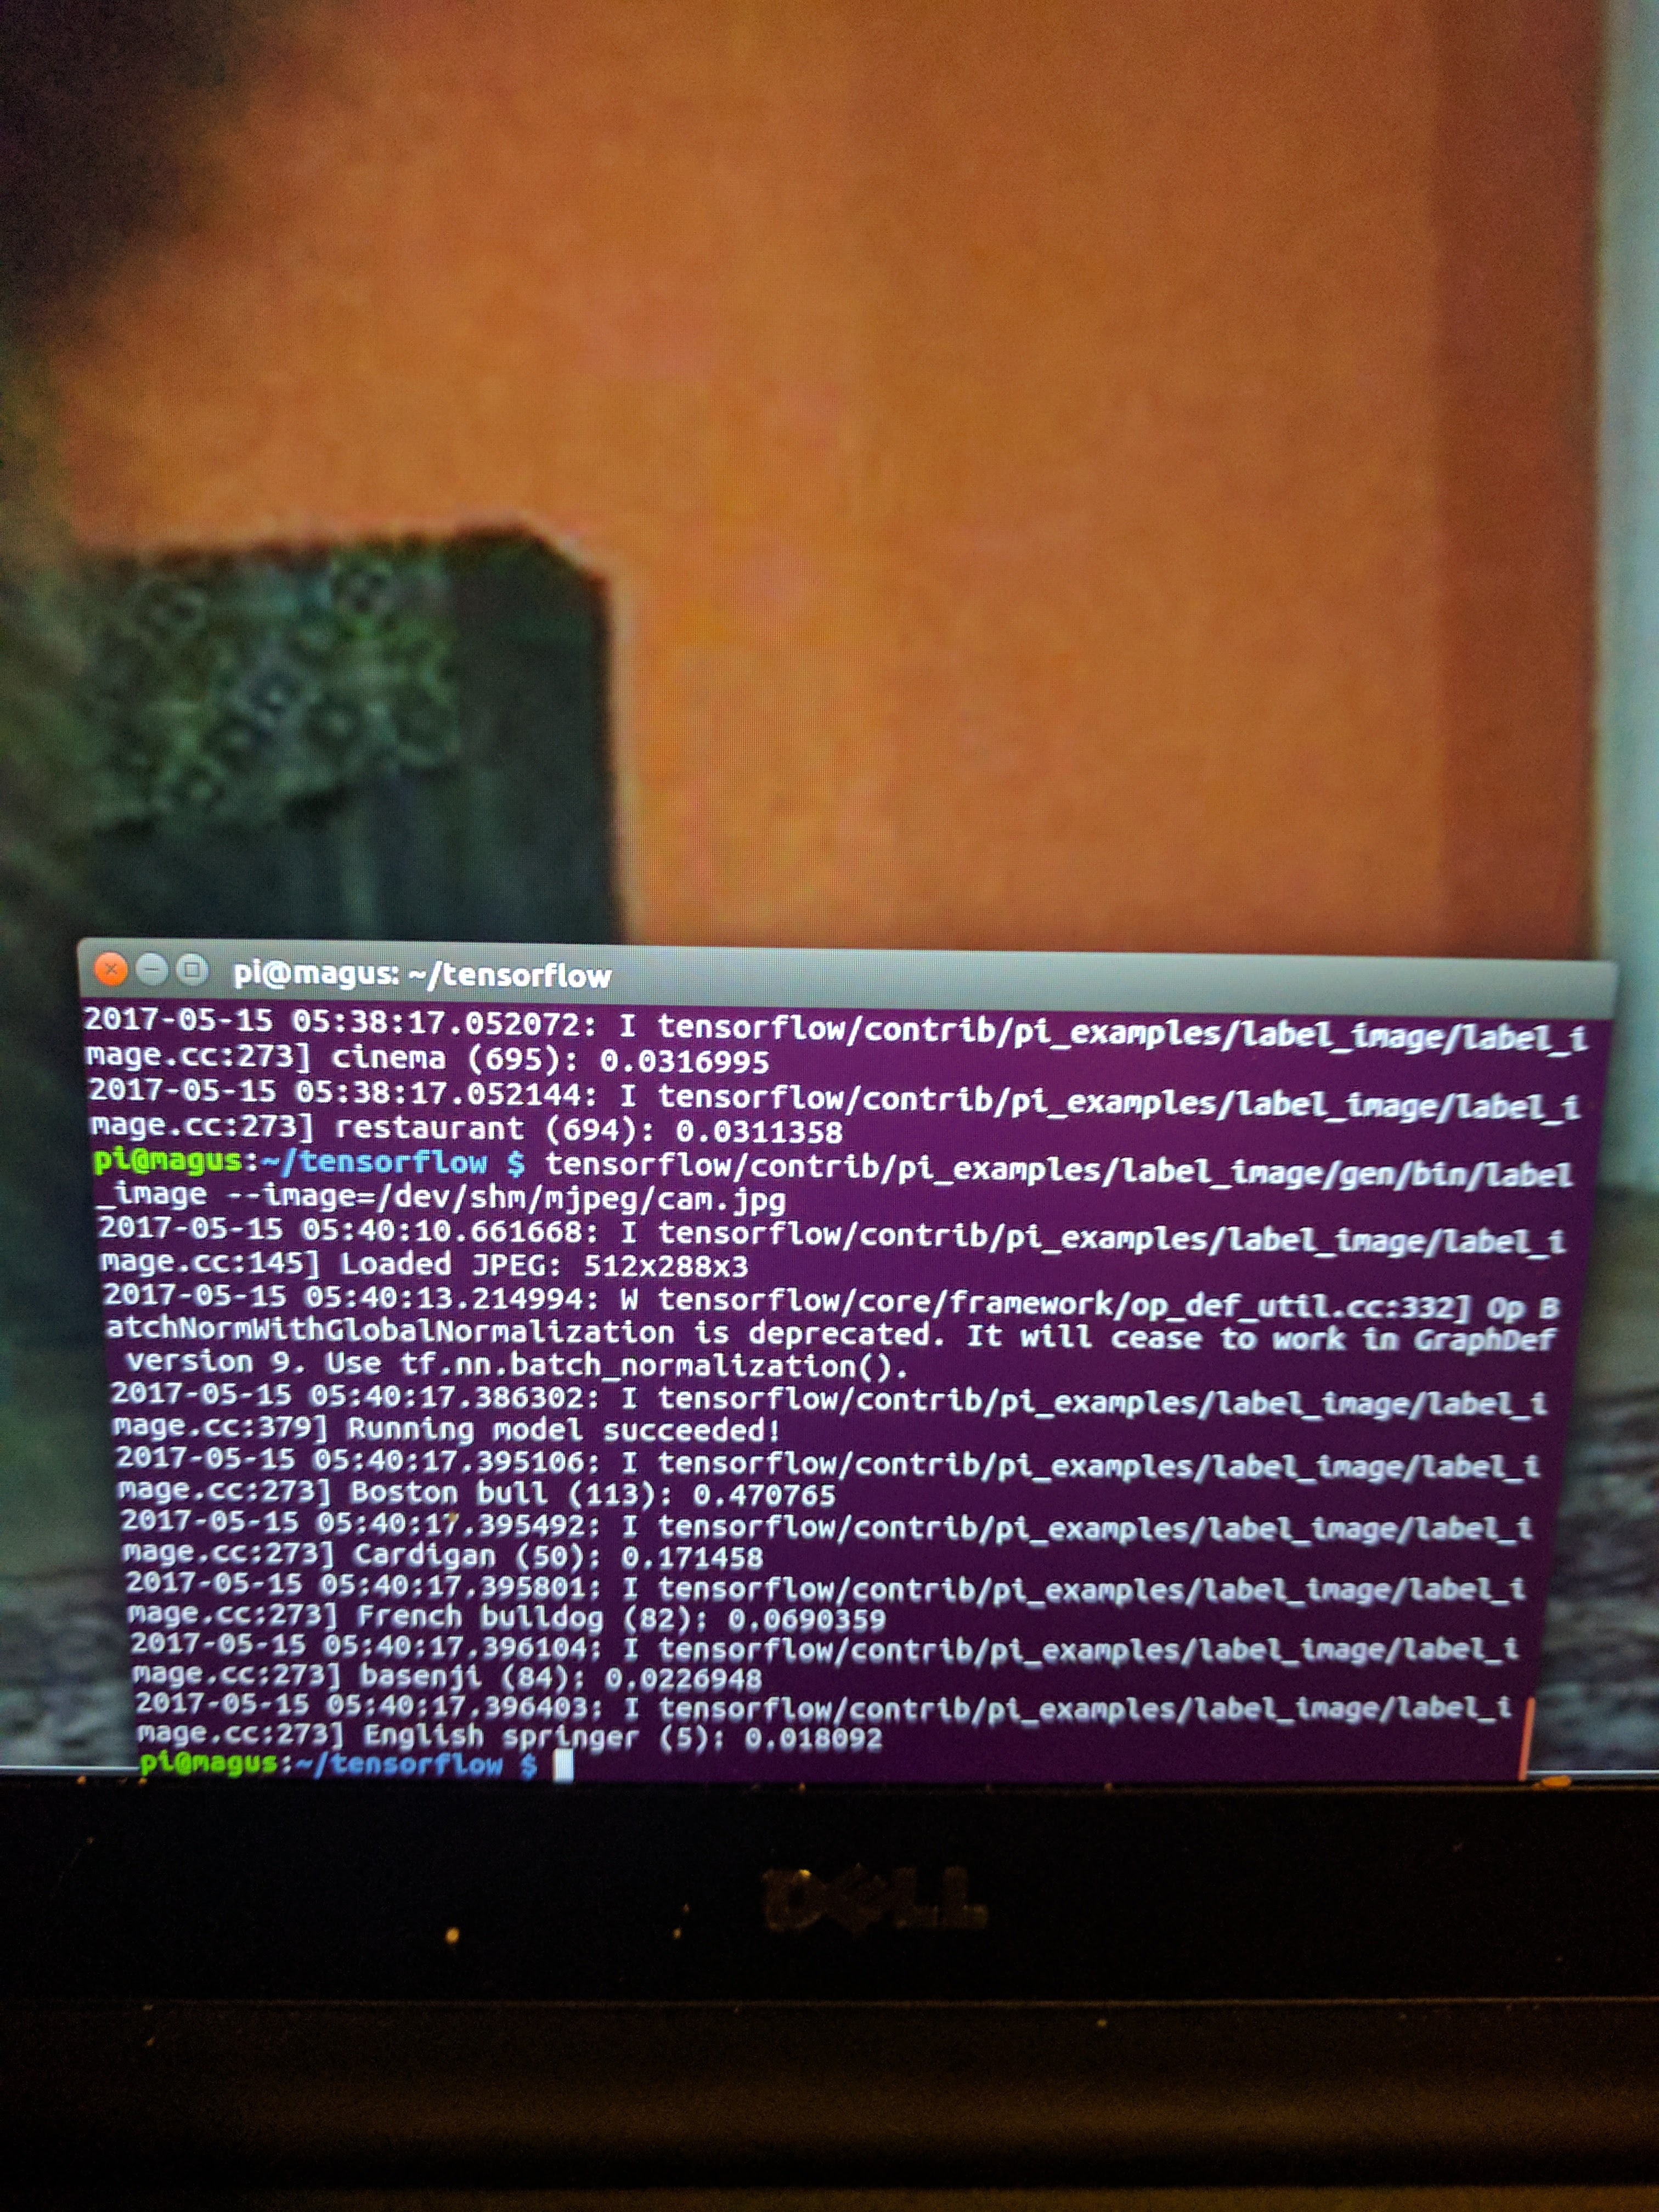 pi@magus: ~/tensorflow
2017-05-15 05:38:17.052072: I tensorflow/contrib/pi_examples/label_image/label_i
mage.cc:273] cinema (695): 0.0316995
2017-05-15 05:38:17.052144: I tensorflow/contrib/pi_examples/label_image/label_i
mage.cc:273] restaurant (694): 0.0311358
pi@magus:~/tensorflow $ tensorflow/contrib/pi_examples/label_image/gen/bin/label
_image --image=/dev/shm/mjpeg/cam.jpg
2017-05-15 05:40:10.661668: I tensorflow/contrib/pi_examples/label_image/label_i
mage.cc:145] Loaded JPEG: 512x288x3
2017-05-15 05:40:13.214994: W tensorflow/core/framework/op_def_util.cc:332] Op B
atchNormWithGlobalNormalization is deprecated. It will cease to work in GraphDef
 version 9. Use tf.nn.batch_normalization().
2017-05-15 05:40:17.386302: I tensorflow/contrib/pi_examples/label_image/label_i
mage.cc:379] Running model succeeded!
2017-05-15 05:40:17.395106: I tensorflow/contrib/pi_examples/label_image/label_i
mage.cc:273] Boston bull (113): 0.470765
2017-05-15 05:40:17.395492: I tensorflow/contrib/pi_examples/label_image/label_i
mage.cc:273] Cardigan (50): 0.171458
2017-05-15 05:40:17.395801: I tensorflow/contrib/pi_examples/label_image/label_i
mage.cc:273] French bulldog (82): 0.0690359
2017-05-15 05:40:17.396104: I tensorflow/contrib/pi_examples/label_image/label_i
mage.cc:273] basenji (84): 0.0226948
2017-05-15 05:40:17.396403: I tensorflow/contrib/pi_examples/label_image/label_i
mage.cc:273] English springer (5): 0.018092
pi@magus:~/tensorflow $
DELL